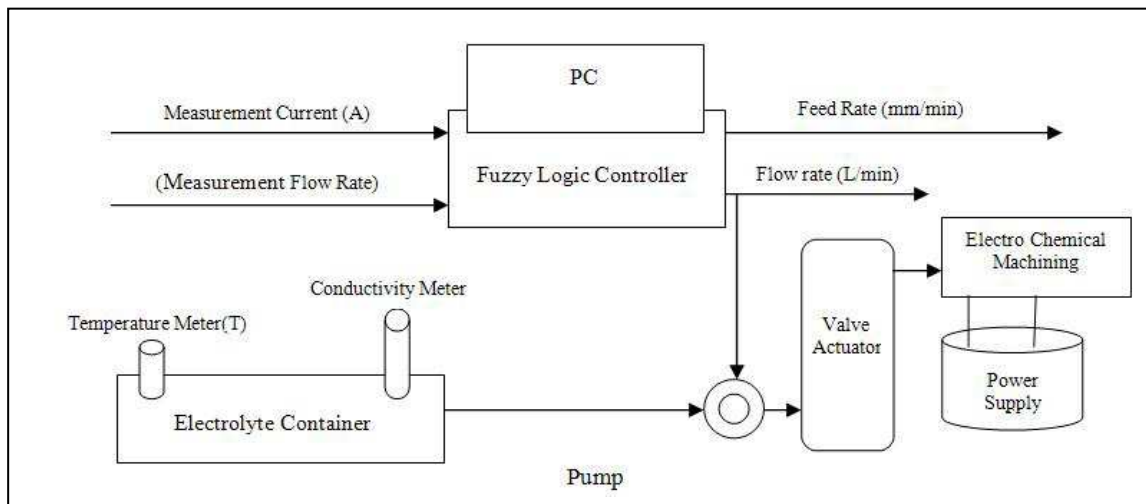 PC
Measurement Current (A)
Feed Rate (mm/min)
(Measurement Flow Rate)
Fuzzy Logic Controller
Flow rate (L/min)
Electro Chemical
Machining
Conductivity Meter
Temperature Meter(T)
Valve
Actuator
Power
Supply
Electrolyte Container
Pump